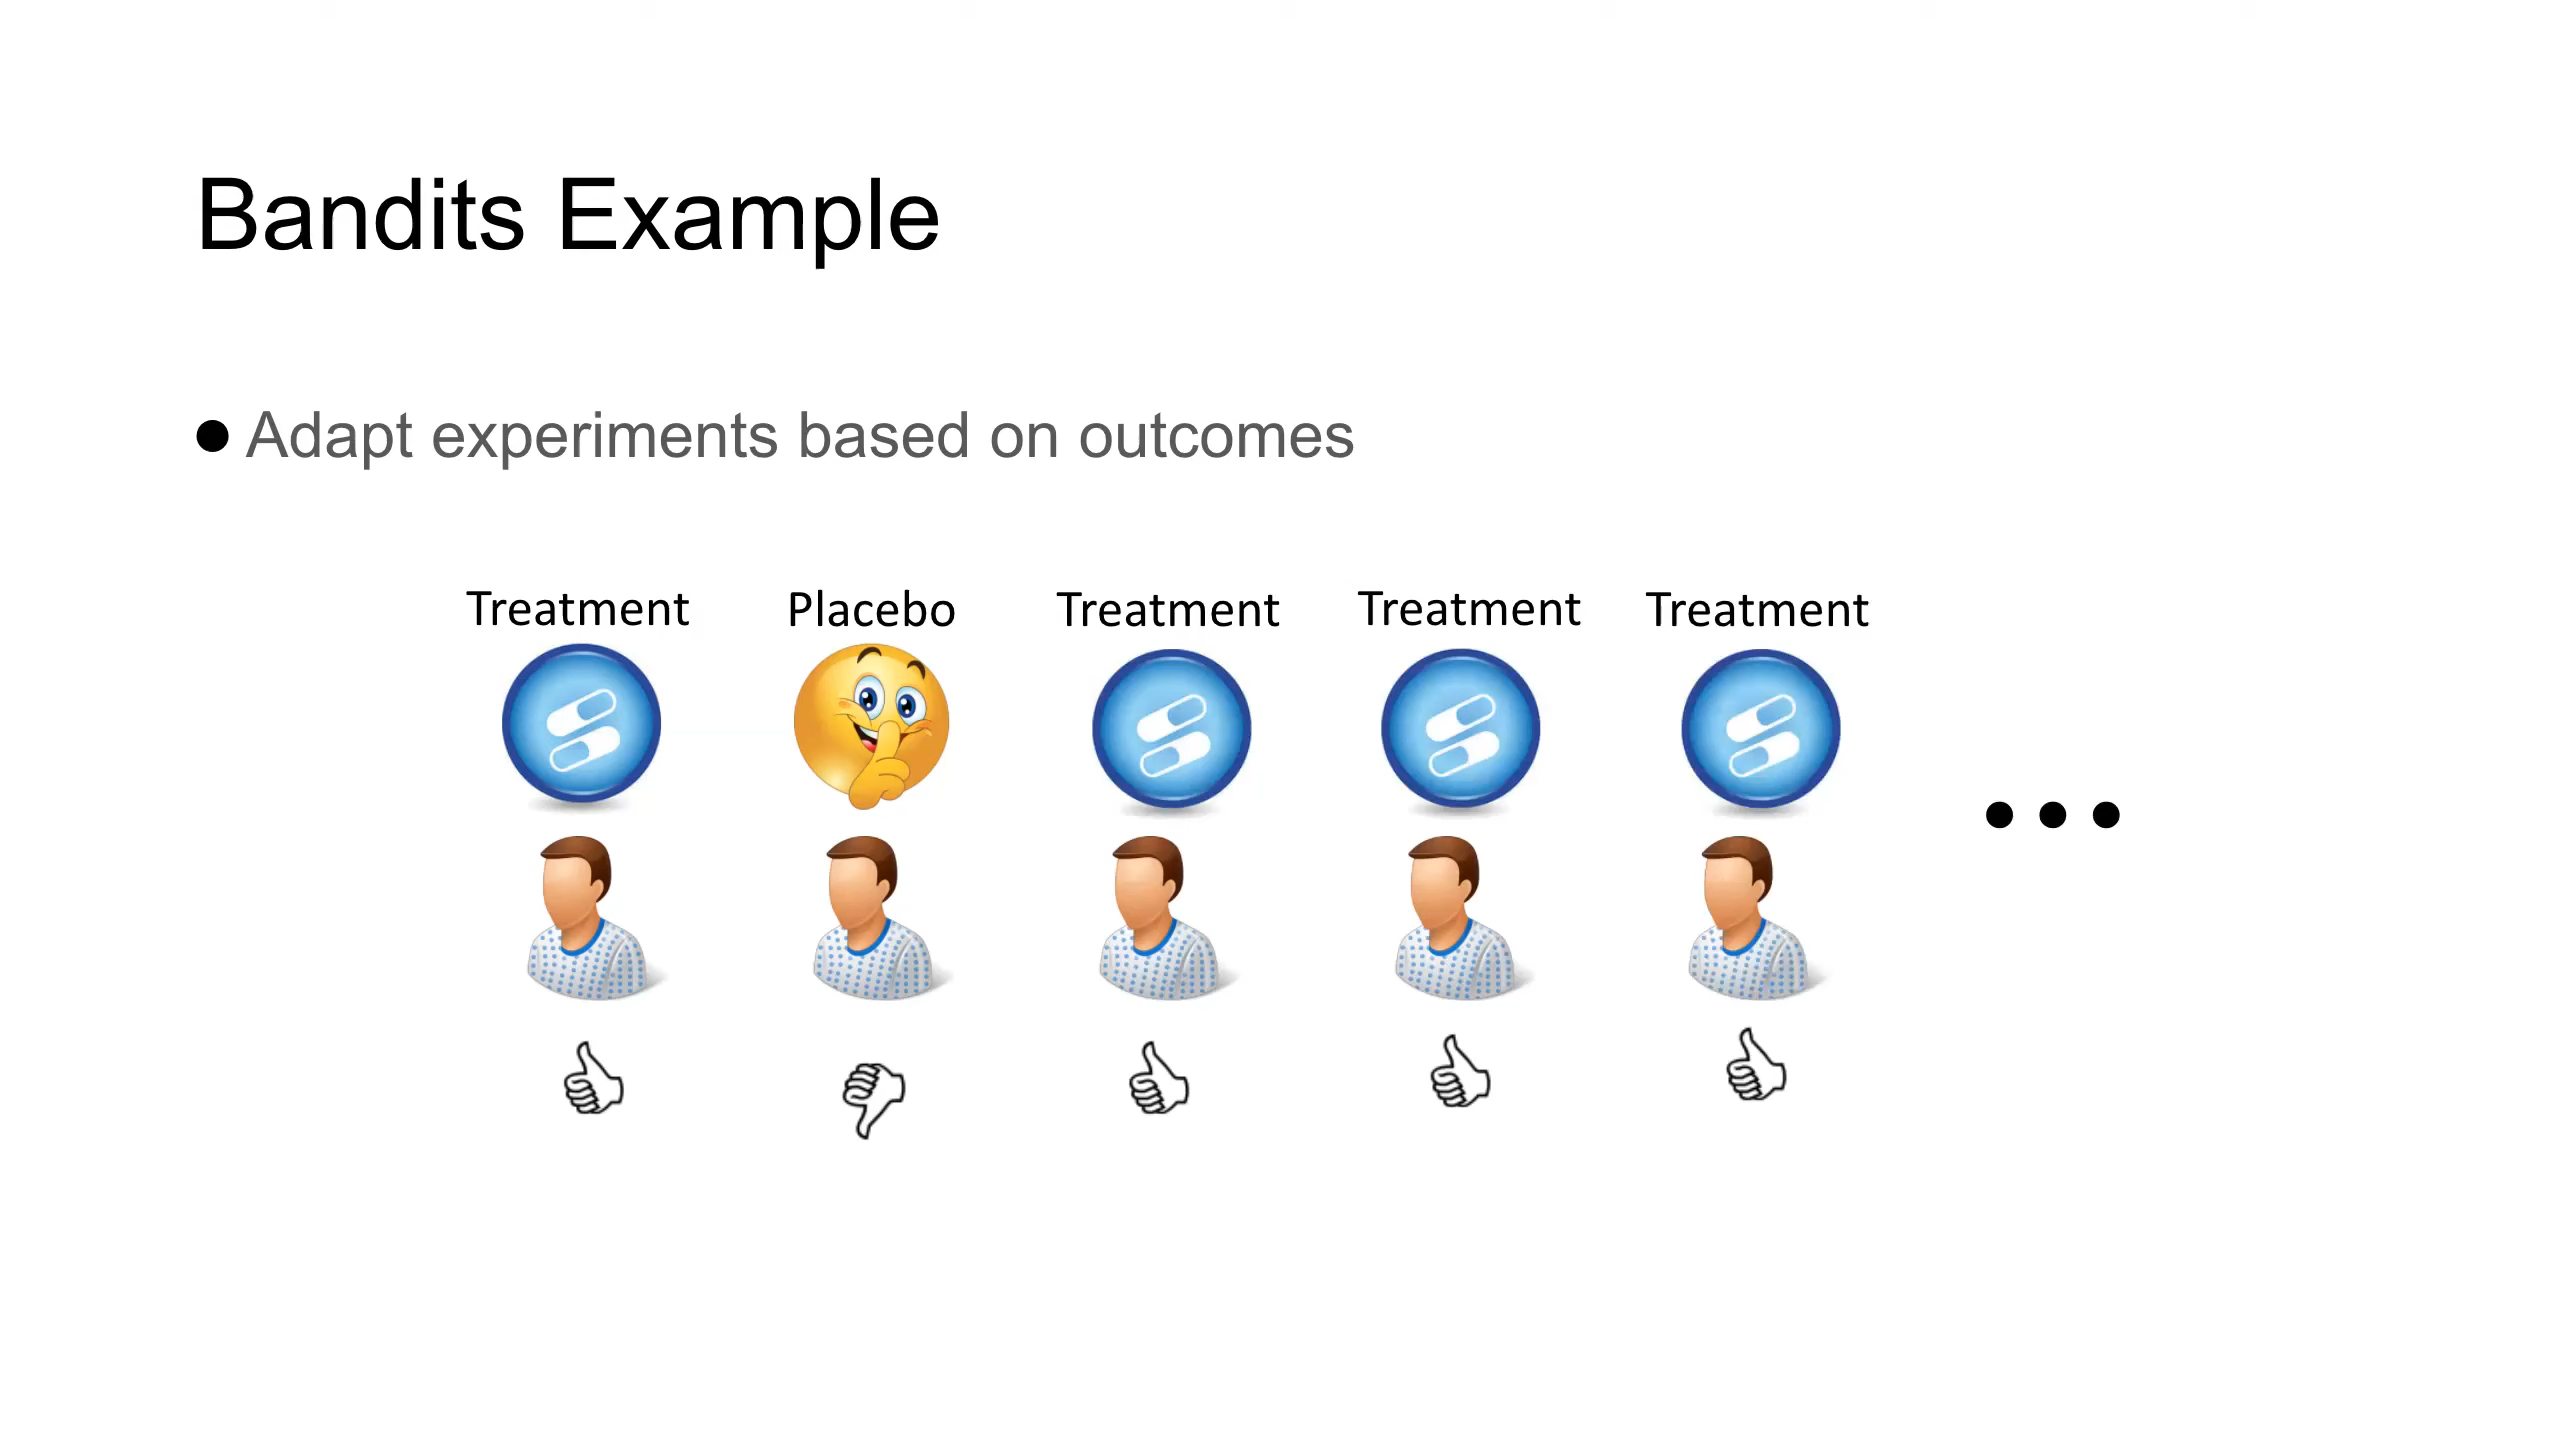 Bandits Example
● Adapt experiments based on outcomes
Treatment Placebo Treatment Treatment Treatment
...